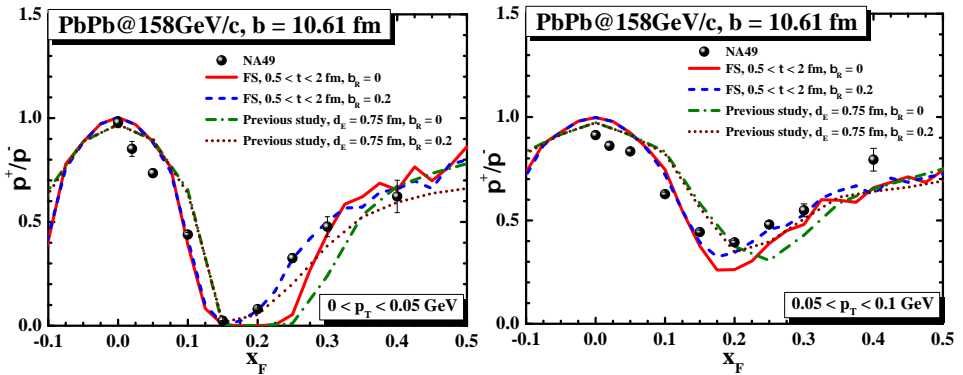 PbPb@158GeV/c, b = 10.61 fm
NA49
FS, 0.5 < t < 2 fm, b_R = 0
FS, 0.5 < t < 2 fm, b_R = 0.2
Previous study, d_E = 0.75 fm, b_R = 0
Previous study, d_E = 0.75 fm, b_R = 0.2
p^+/p^-
1.5
1.0
0.5
0.0
0 < p_T < 0.05 GeV
-0.1 0.0 0.1 0.2 0.3 0.4 0.5
x_F
PbPb@158GeV/c, b = 10.61 fm
NA49
FS, 0.5 < t < 2 fm, b_R = 0
FS, 0.5 < t < 2 fm, b_R = 0.2
Previous study, d_E = 0.75 fm, b_R = 0
Previous study, d_E = 0.75 fm, b_R = 0.2
p^+/p^-
1.5
1.0
0.5
0.0
0.05 < p_T < 0.1 GeV
-0.1 0.0 0.1 0.2 0.3 0.4 0.5
x_F